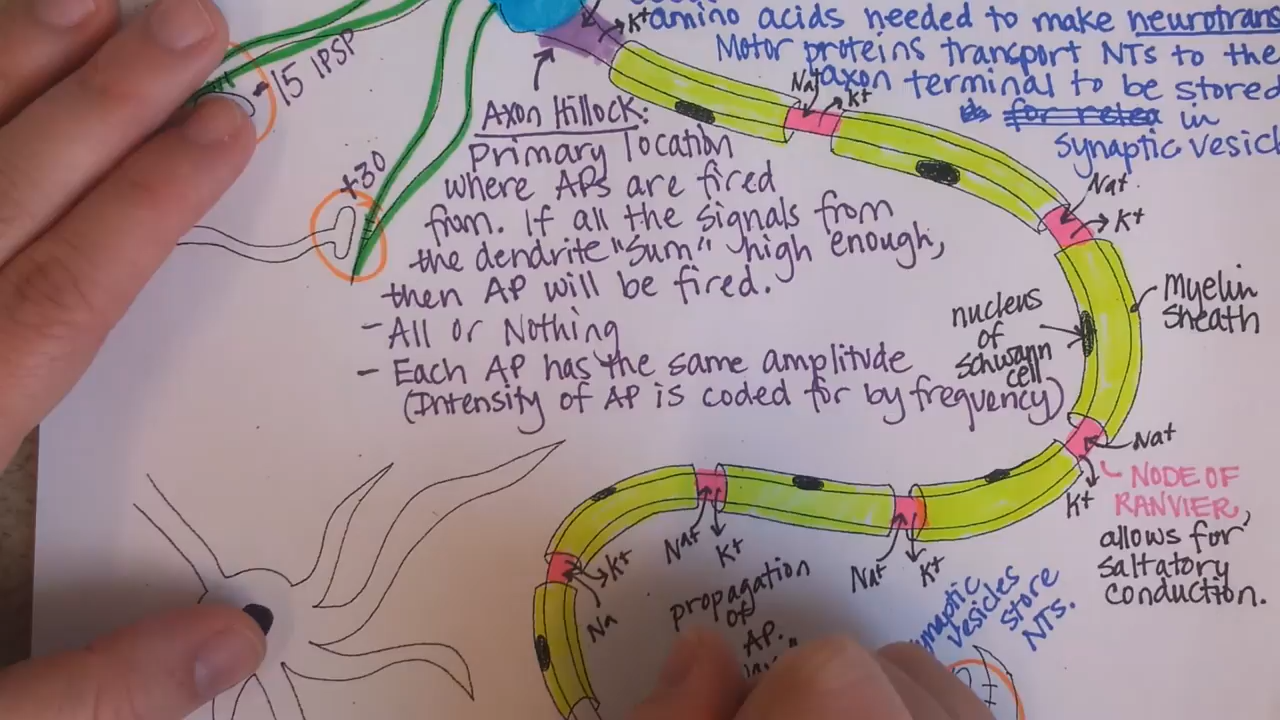 K+
amino acids needed to make neurotrans
Motor proteins transport NTs to the
axon terminal to be stored
in
synaptic vesicl
-15 IPSP
+30
Axon Hillock:
primary location
where APs are fired
from. If all the signals from
the dendrite "sum" high enough,
then AP will be fired.
- All or Nothing
- Each AP has the same amplitude
(Intensity of AP is coded for by frequency)
Na+
K+
Na+
K+
myelin
sheath
nucleus
of
schwann
cell
Na+
K+
NODE OF
RANVIER,
allows for
saltatory
conduction.
Na+
K+
Na+
K+
K+
Na
propagation
of
AP.
ynaptic
vesicles
store
NTs.